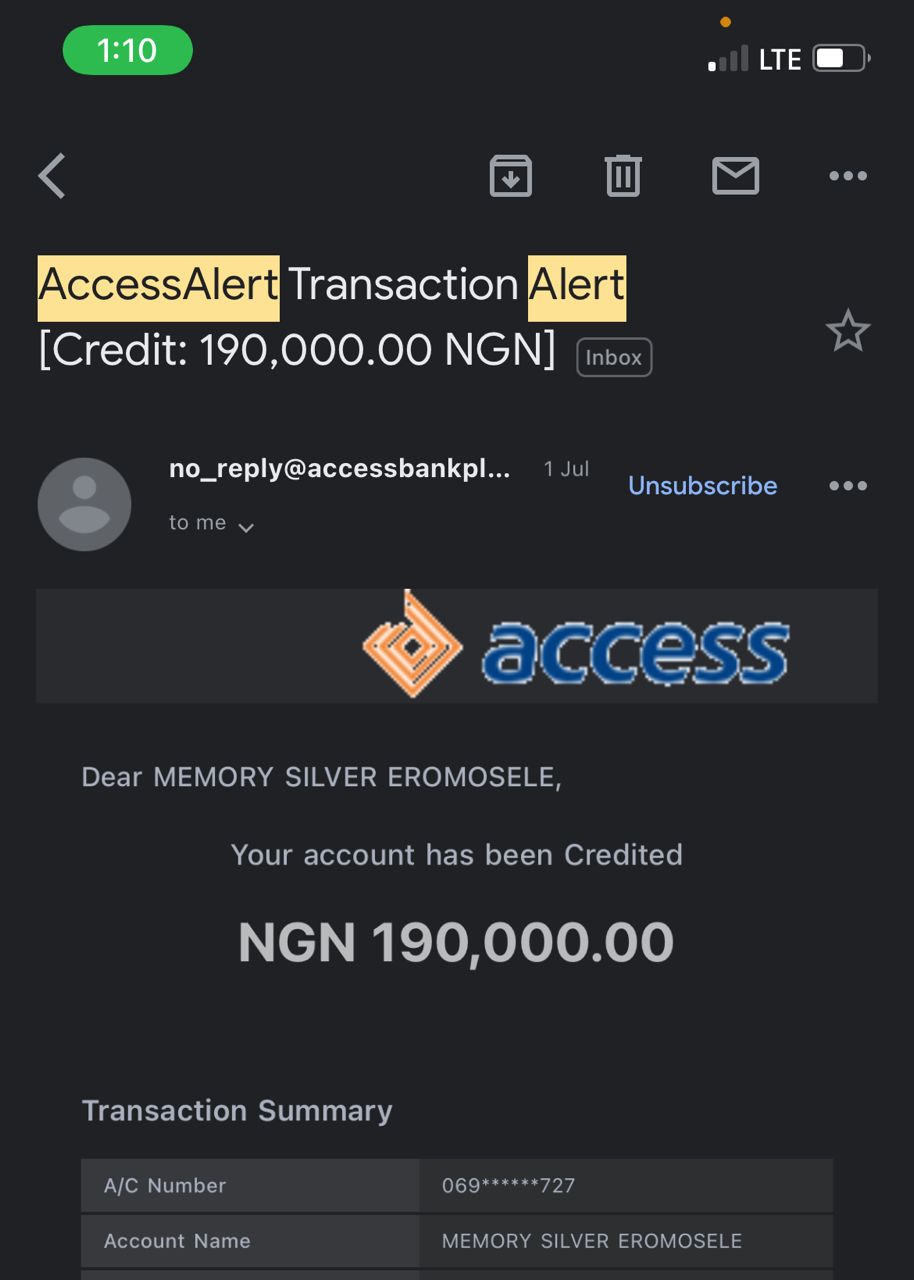 1:10
LTE
AccessAlert Transaction Alert
[Credit: 190,000.00 NGN] Inbox
no_reply@accessbankpl... 1 Jul
Unsubscribe
to me
access
Dear MEMORY SILVER EROMOSELE,
Your account has been Credited
NGN 190,000.00
Transaction Summary
A/C Number 069******727
Account Name MEMORY SILVER EROMOSELE